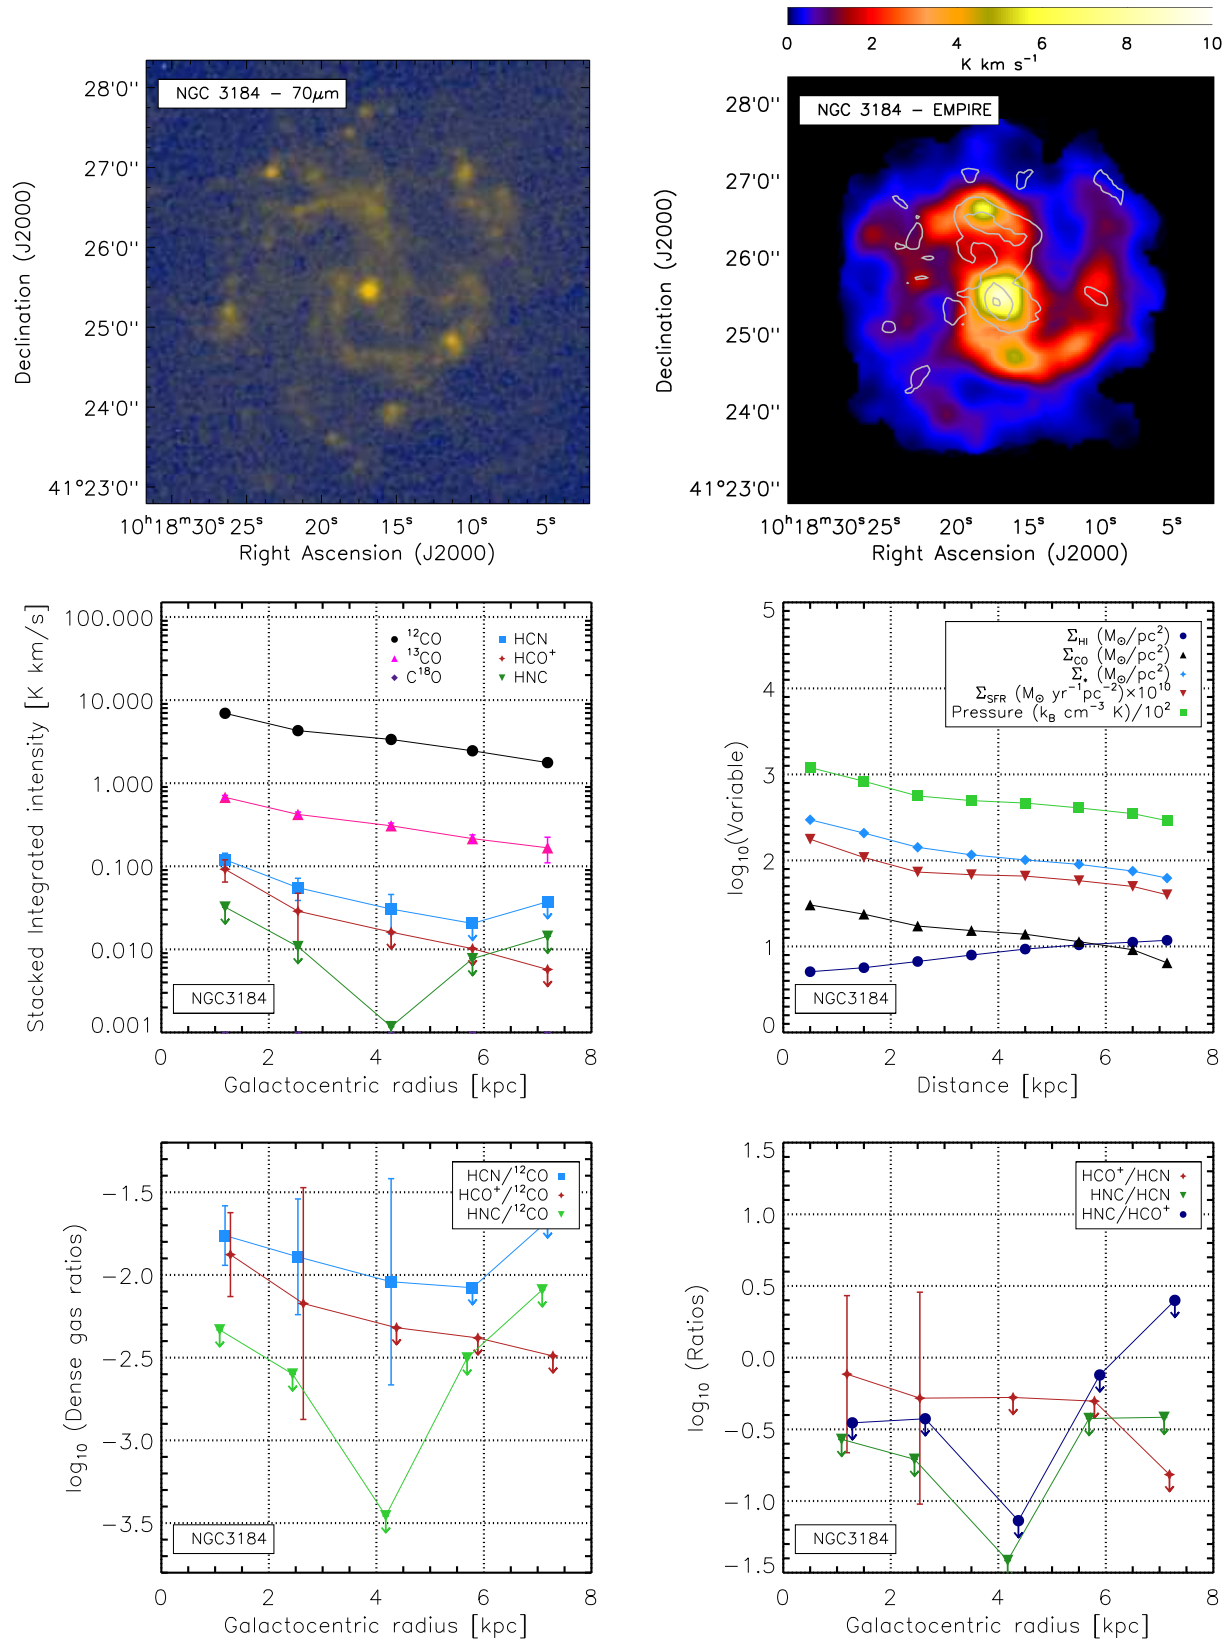 0 2 4 6 8 10
K km s⁻¹
NGC 3184 − 70μm
28'0''
27'0''
26'0''
25'0''
24'0''
41°23'0''
Declination (J2000)
10ʰ18ᵐ30ˢ 25ˢ 20ˢ 15ˢ 10ˢ 5ˢ
Right Ascension (J2000)
NGC 3184 − EMPIRE
28'0''
27'0''
26'0''
25'0''
24'0''
41°23'0''
Declination (J2000)
10ʰ18ᵐ30ˢ 25ˢ 20ˢ 15ˢ 10ˢ 5ˢ
Right Ascension (J2000)
Stacked Integrated intensity [K km/s]
100.000
10.000
1.000
0.100
0.010
0.001
¹²CO HCN
¹³CO HCO⁺
C¹⁸O HNC
NGC3184
0 2 4 6 8
Galactocentric radius [kpc]
log₁₀(Variable)
5
4
3
2
1
0
Σ_HI (M⊙/pc²)
Σ_CO (M⊙/pc²)
Σ⋆ (M⊙/pc²)
Σ_SFR (M⊙ yr⁻¹pc⁻²)×10¹⁰
Pressure (k_B cm⁻³ K)/10²
NGC3184
0 2 4 6 8
Distance [kpc]
log₁₀ (Dense gas ratios)
−1.5
−2.0
−2.5
−3.0
−3.5
HCN/¹²CO
HCO⁺/¹²CO
HNC/¹²CO
NGC3184
0 2 4 6 8
Galactocentric radius [kpc]
log₁₀ (Ratios)
1.5
1.0
0.5
0.0
−0.5
−1.0
−1.5
HCO⁺/HCN
HNC/HCN
HNC/HCO⁺
NGC3184
0 2 4 6 8
Galactocentric radius [kpc]